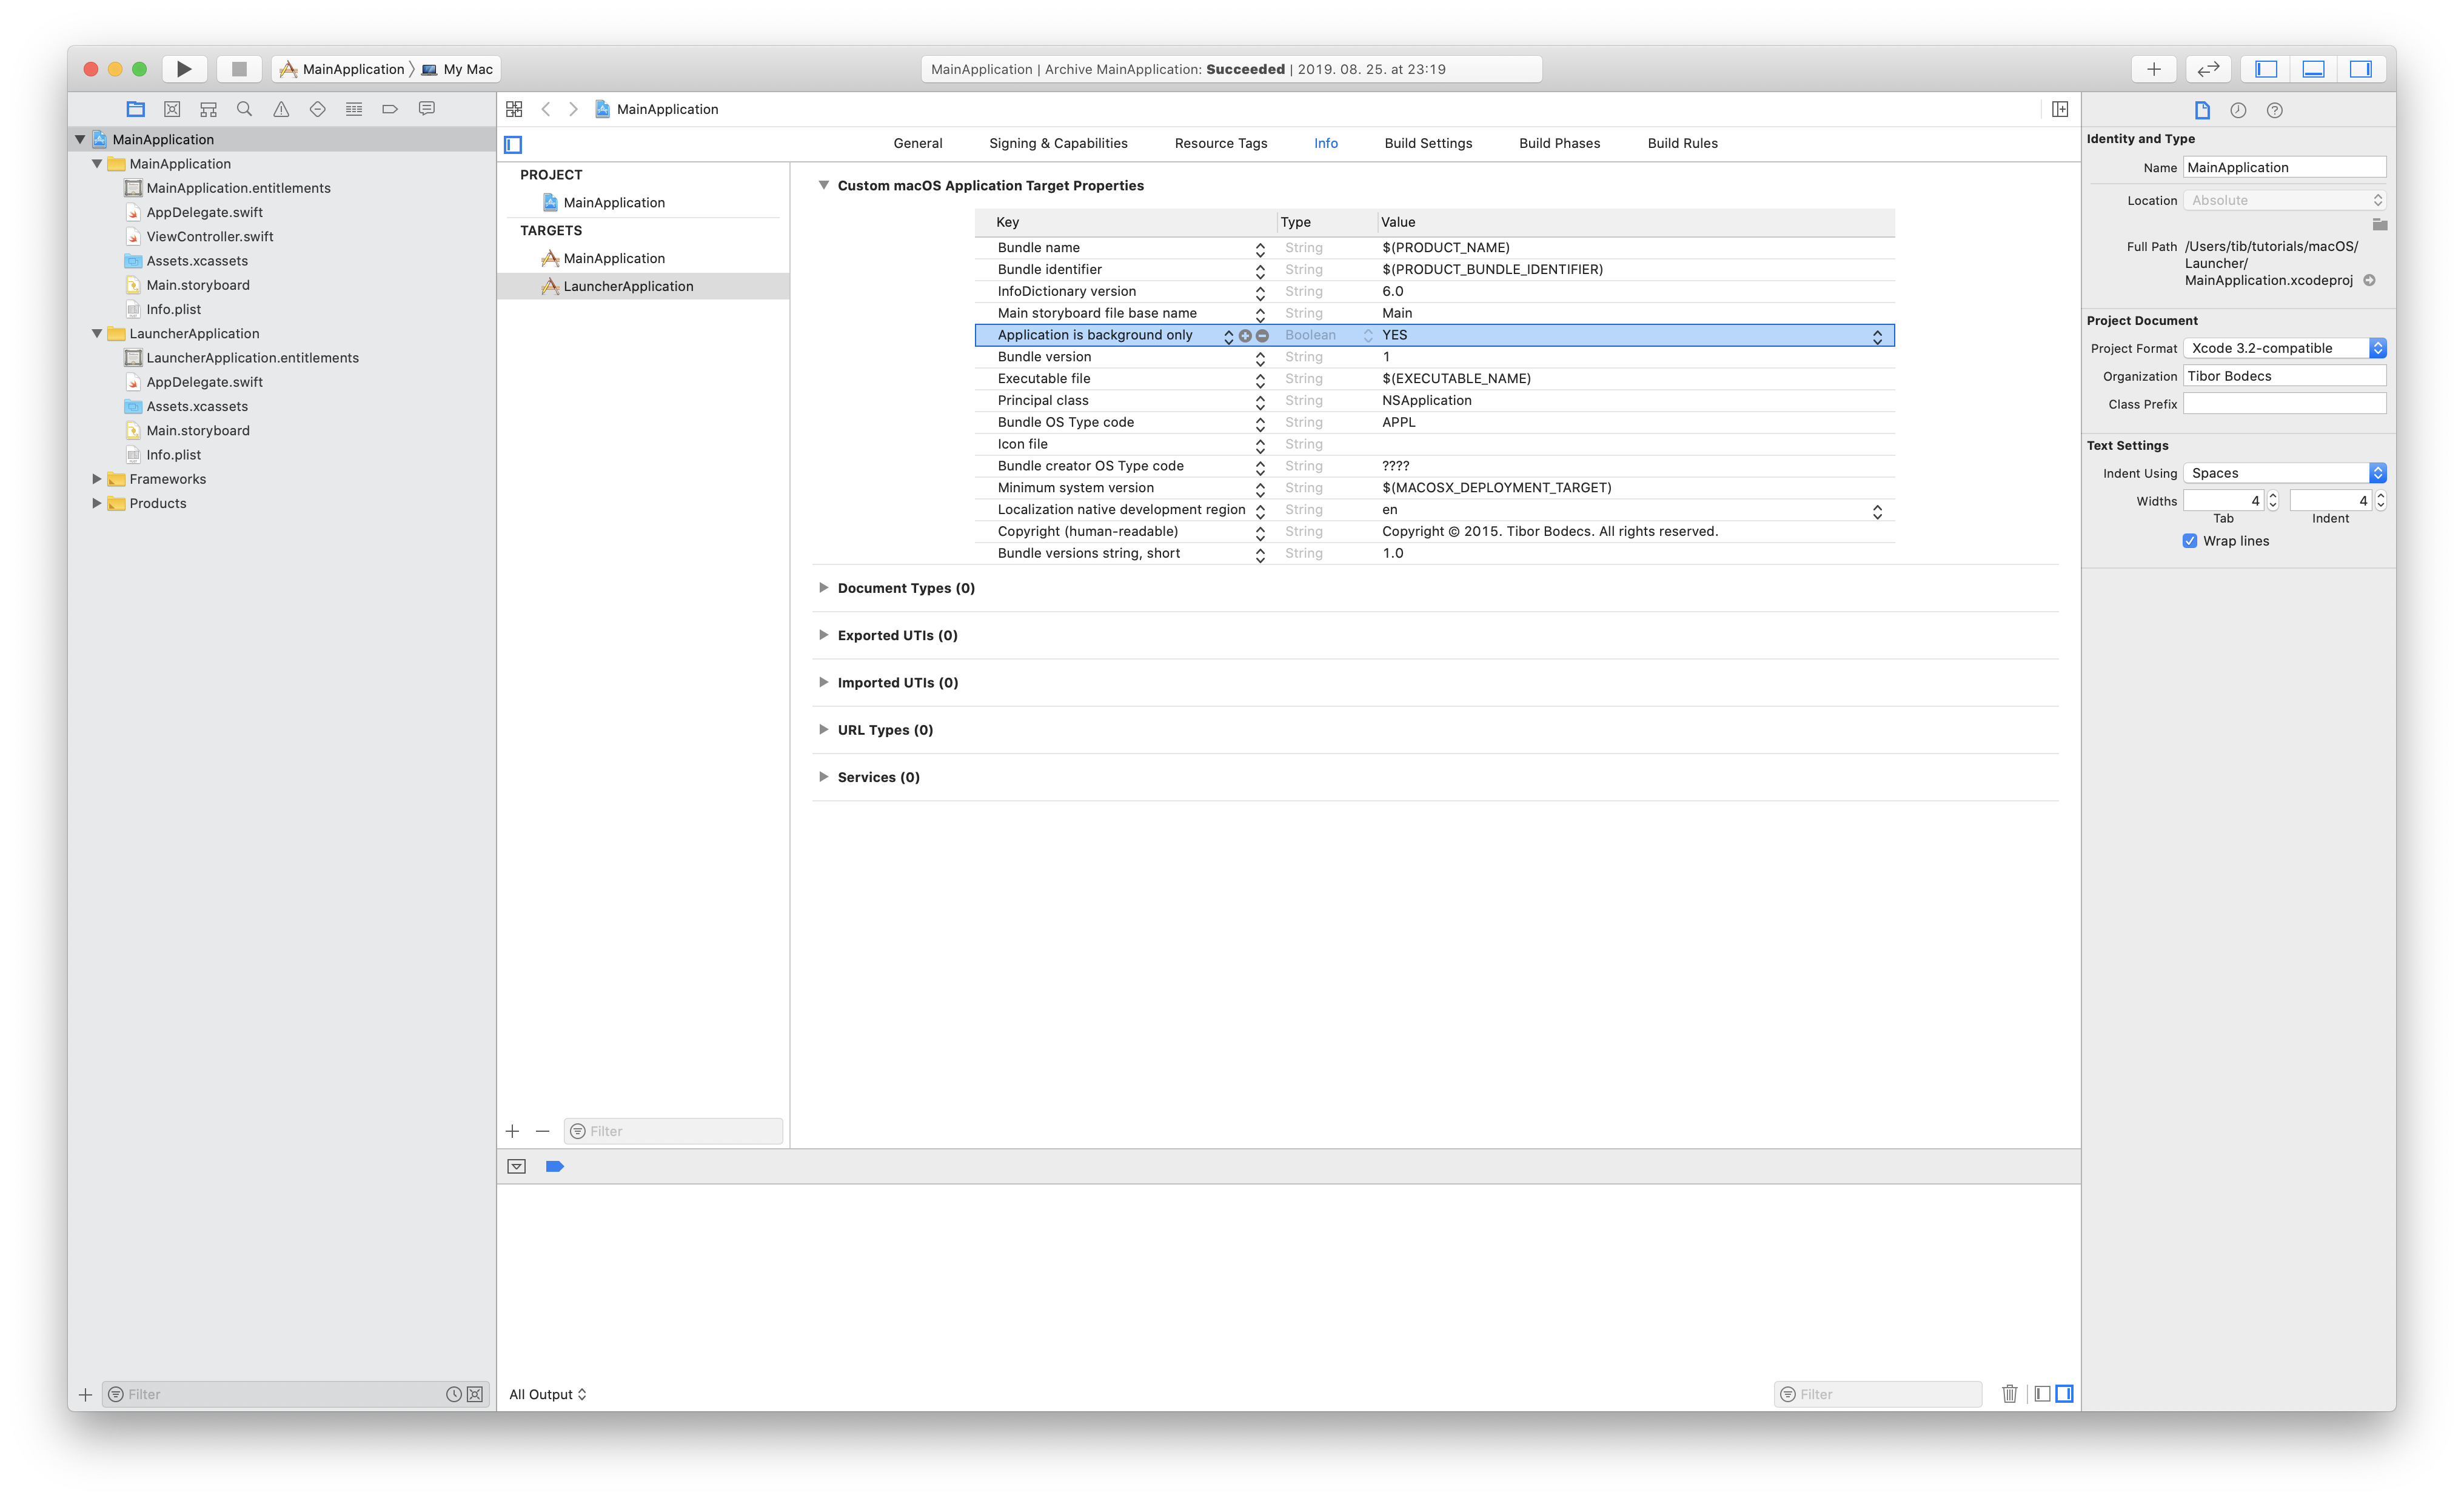 MainApplication 〉 My Mac
MainApplication | Archive MainApplication: Succeeded | 2019. 08. 25. at 23:19
MainApplication
MainApplication
MainApplication.entitlements
AppDelegate.swift
ViewController.swift
Assets.xcassets
Main.storyboard
Info.plist
LauncherApplication
LauncherApplication.entitlements
AppDelegate.swift
Assets.xcassets
Main.storyboard
Info.plist
Frameworks
Products
Filter
MainApplication
General Signing & Capabilities Resource Tags Info Build Settings Build Phases Build Rules
PROJECT
MainApplication
TARGETS
MainApplication
LauncherApplication
Filter
Custom macOS Application Target Properties
Key Type Value
Bundle name String $(PRODUCT_NAME)
Bundle identifier String $(PRODUCT_BUNDLE_IDENTIFIER)
InfoDictionary version String 6.0
Main storyboard file base name String Main
Application is background only Boolean YES
Bundle version String 1
Executable file String $(EXECUTABLE_NAME)
Principal class String NSApplication
Bundle OS Type code String APPL
Icon file String
Bundle creator OS Type code String ????
Minimum system version String $(MACOSX_DEPLOYMENT_TARGET)
Localization native development region String en
Copyright (human-readable) String Copyright © 2015. Tibor Bodecs. All rights reserved.
Bundle versions string, short String 1.0
Document Types (0)
Exported UTIs (0)
Imported UTIs (0)
URL Types (0)
Services (0)
All Output
Filter
Identity and Type
Name MainApplication
Location Absolute
Full Path /Users/tib/tutorials/macOS/
Launcher/
MainApplication.xcodeproj
Project Document
Project Format Xcode 3.2-compatible
Organization Tibor Bodecs
Class Prefix
Text Settings
Indent Using Spaces
Widths 4 4
Tab Indent
Wrap lines